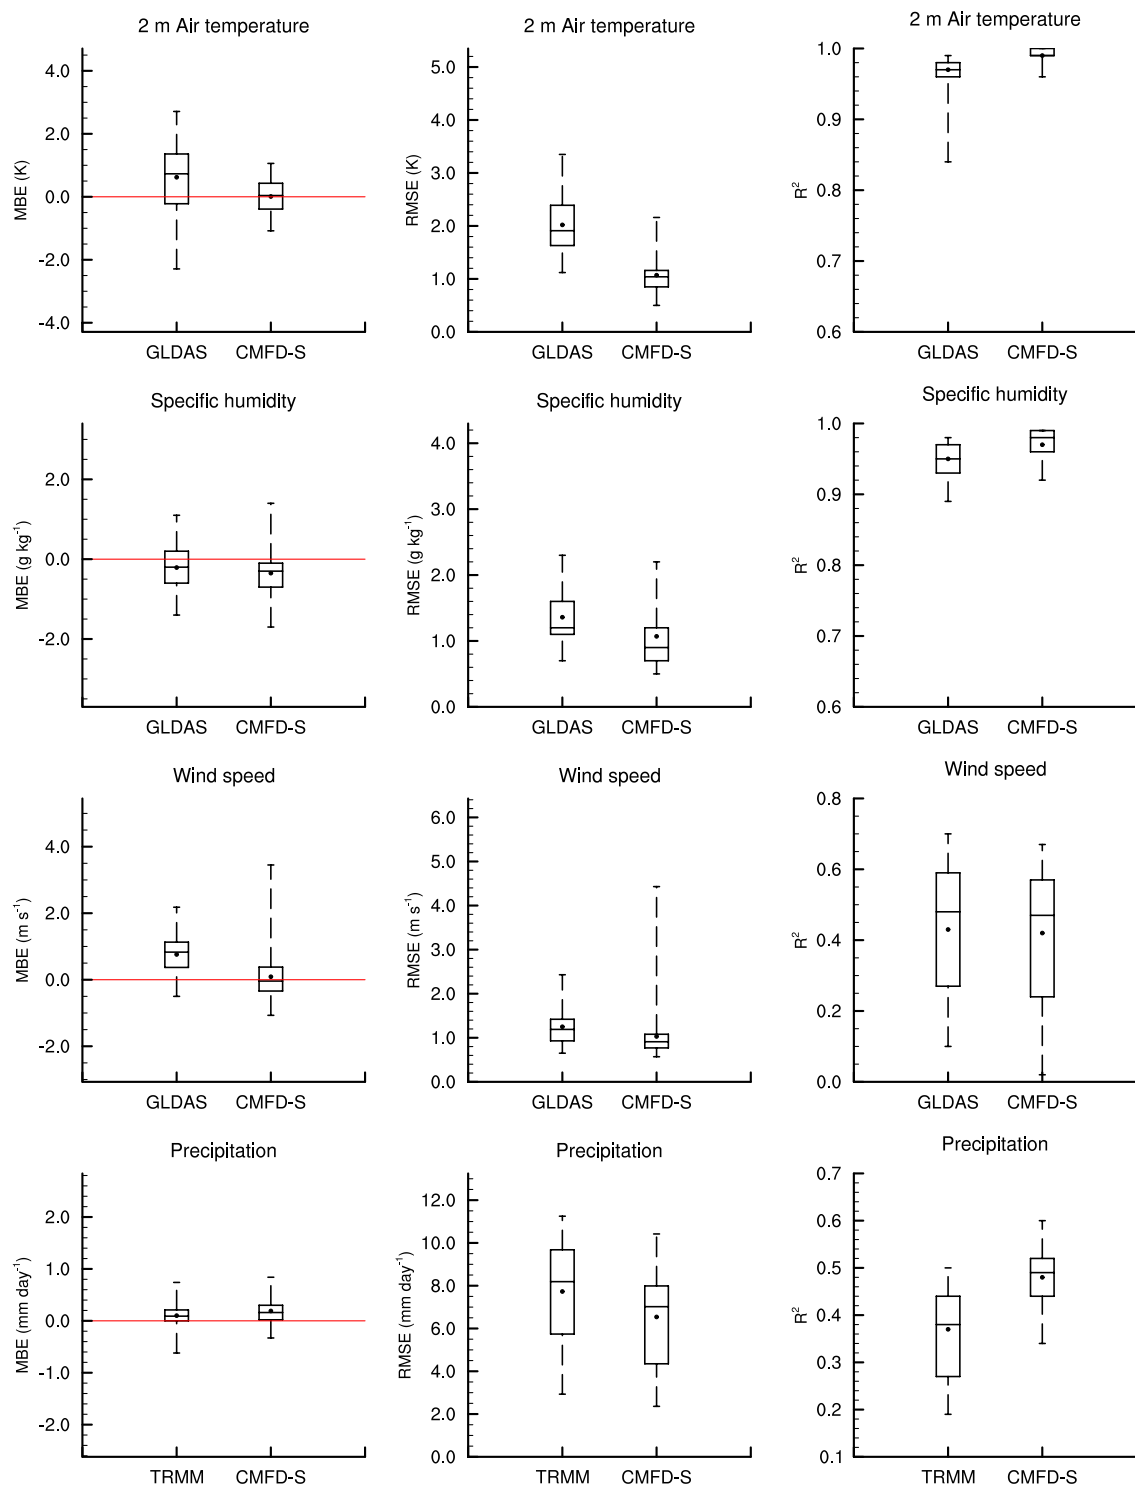 2 m Air temperature
MBE (K)
4.0
2.0
0.0
-2.0
-4.0
GLDAS CMFD-S
2 m Air temperature
RMSE (K)
5.0
4.0
3.0
2.0
1.0
0.0
GLDAS CMFD-S
2 m Air temperature
R²
1.0
0.9
0.8
0.7
0.6
GLDAS CMFD-S
Specific humidity
MBE (g kg⁻¹)
2.0
0.0
-2.0
GLDAS CMFD-S
Specific humidity
RMSE (g kg⁻¹)
4.0
3.0
2.0
1.0
0.0
GLDAS CMFD-S
Specific humidity
R²
1.0
0.9
0.8
0.7
0.6
GLDAS CMFD-S
Wind speed
MBE (m s⁻¹)
4.0
2.0
0.0
-2.0
GLDAS CMFD-S
Wind speed
RMSE (m s⁻¹)
6.0
5.0
4.0
3.0
2.0
1.0
0.0
GLDAS CMFD-S
Wind speed
R²
0.8
0.6
0.4
0.2
0.0
GLDAS CMFD-S
Precipitation
MBE (mm day⁻¹)
2.0
1.0
0.0
-1.0
-2.0
TRMM CMFD-S
Precipitation
RMSE (mm day⁻¹)
12.0
10.0
8.0
6.0
4.0
2.0
0.0
TRMM CMFD-S
Precipitation
R²
0.7
0.6
0.5
0.4
0.3
0.2
0.1
TRMM CMFD-S